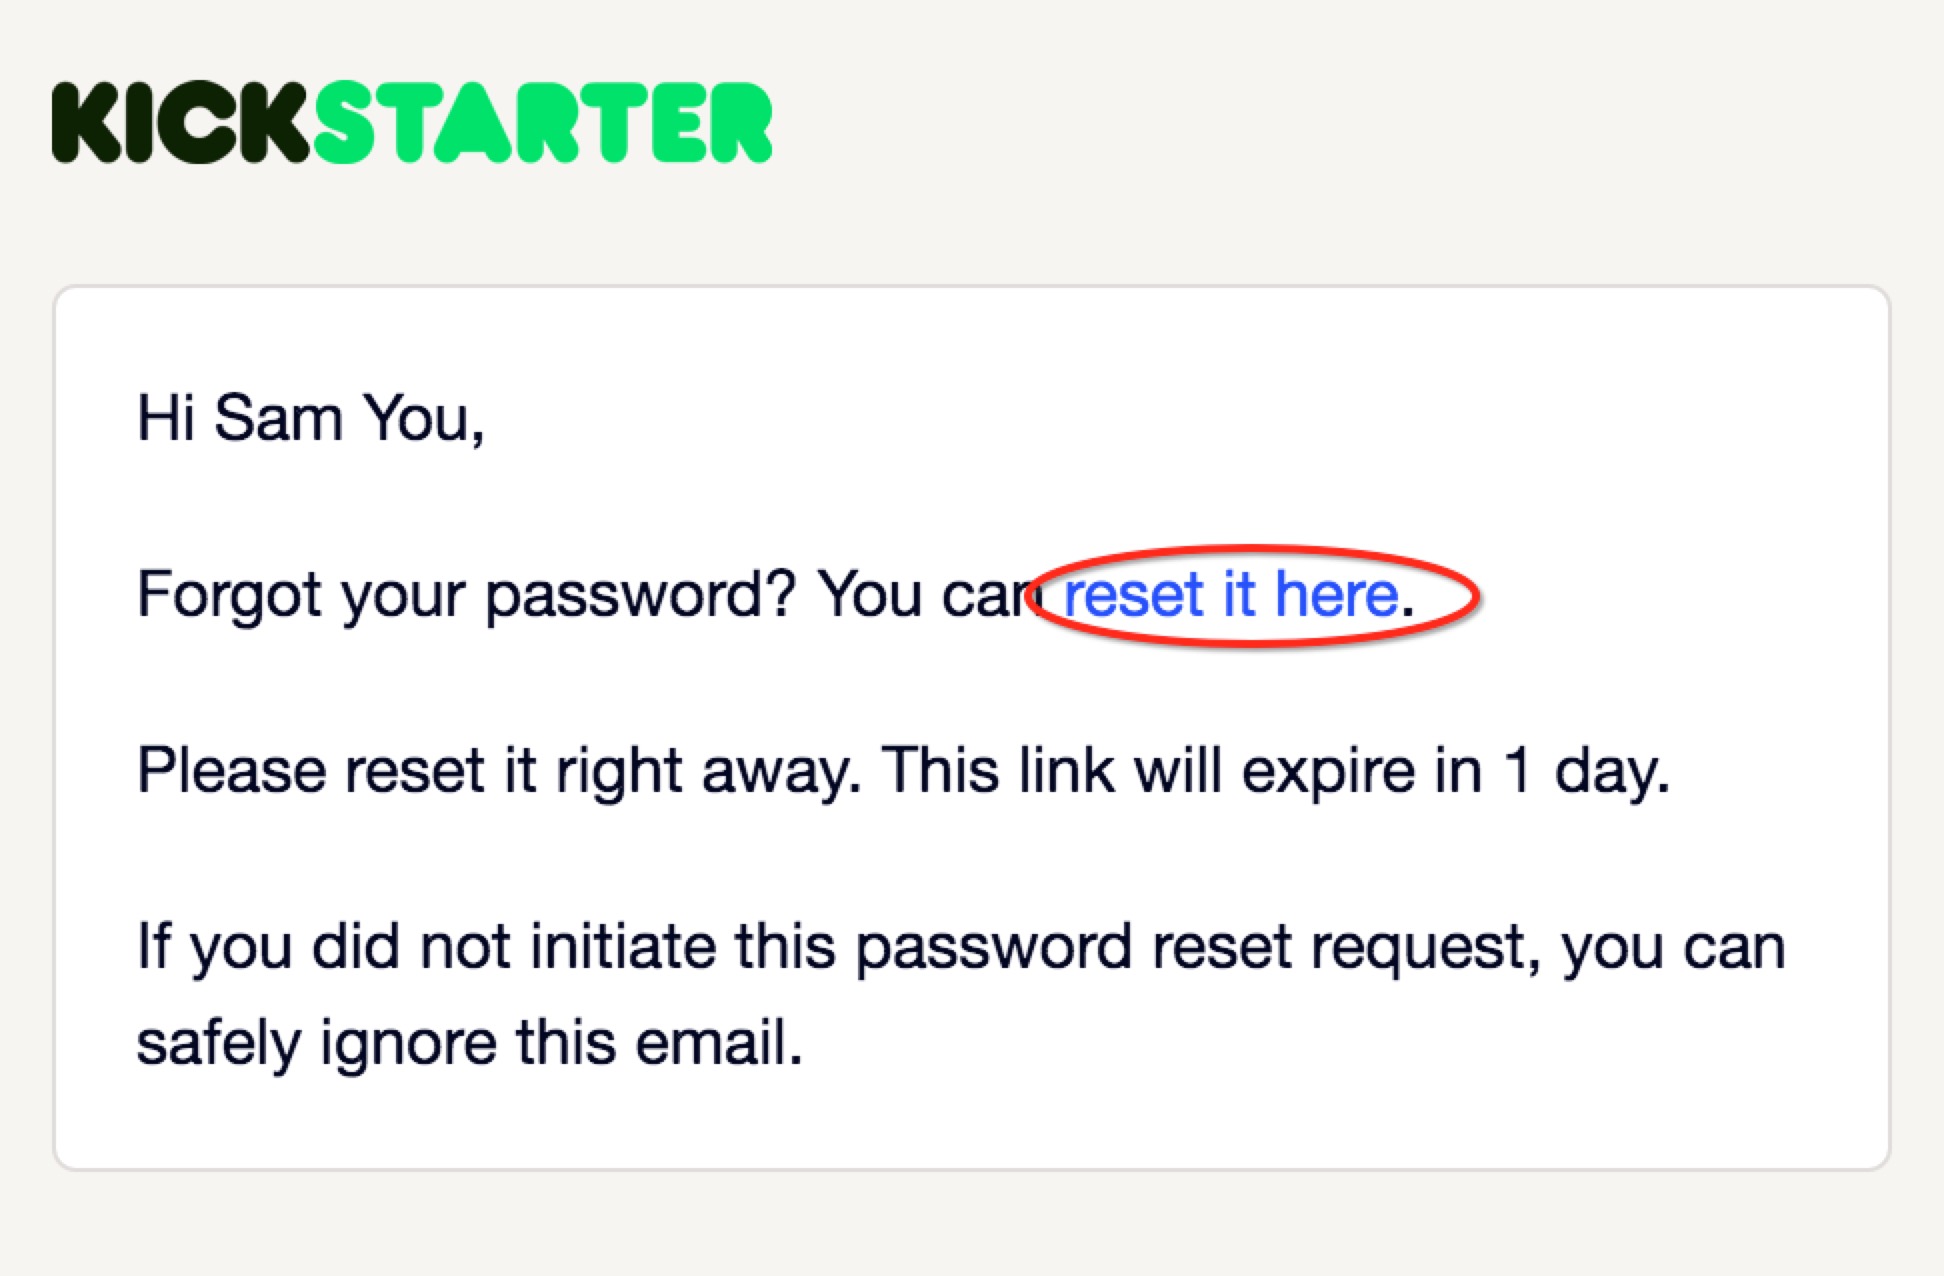 KICKSTARTER
Hi Sam You,
Forgot your password? You can reset it here.
Please reset it right away. This link will expire in 1 day.
If you did not initiate this password reset request, you can
safely ignore this email.